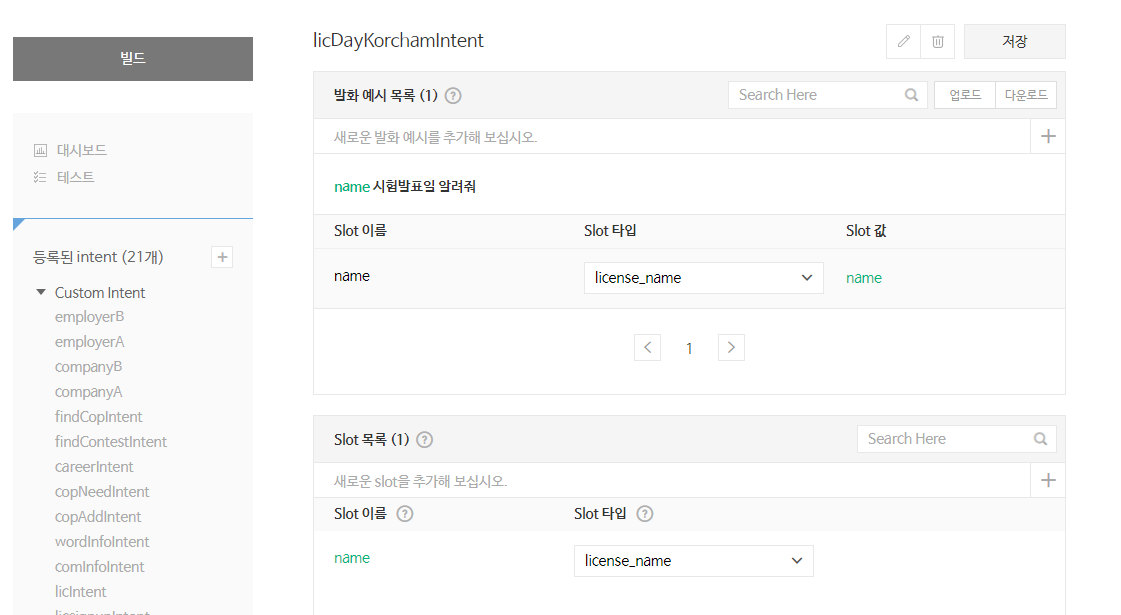 빌드
대시보드
테스트
등록된 intent (21개)
Custom Intent
employerB
employerA
companyB
companyA
findCopIntent
findContestIntent
careerIntent
copNeedIntent
copAddIntent
wordInfoIntent
comInfoIntent
licIntent
licDayKorchamIntent
저장
발화 예시 목록 (1) ?
Search Here
업로드 다운로드
새로운 발화 예시를 추가해 보십시오.
name 시험발표일 알려줘
Slot 이름 Slot 타입 Slot 값
name license_name name
1
Slot 목록 (1) ?
Search Here
새로운 slot을 추가해 보십시오.
Slot 이름 ? Slot 타입 ?
name license_name